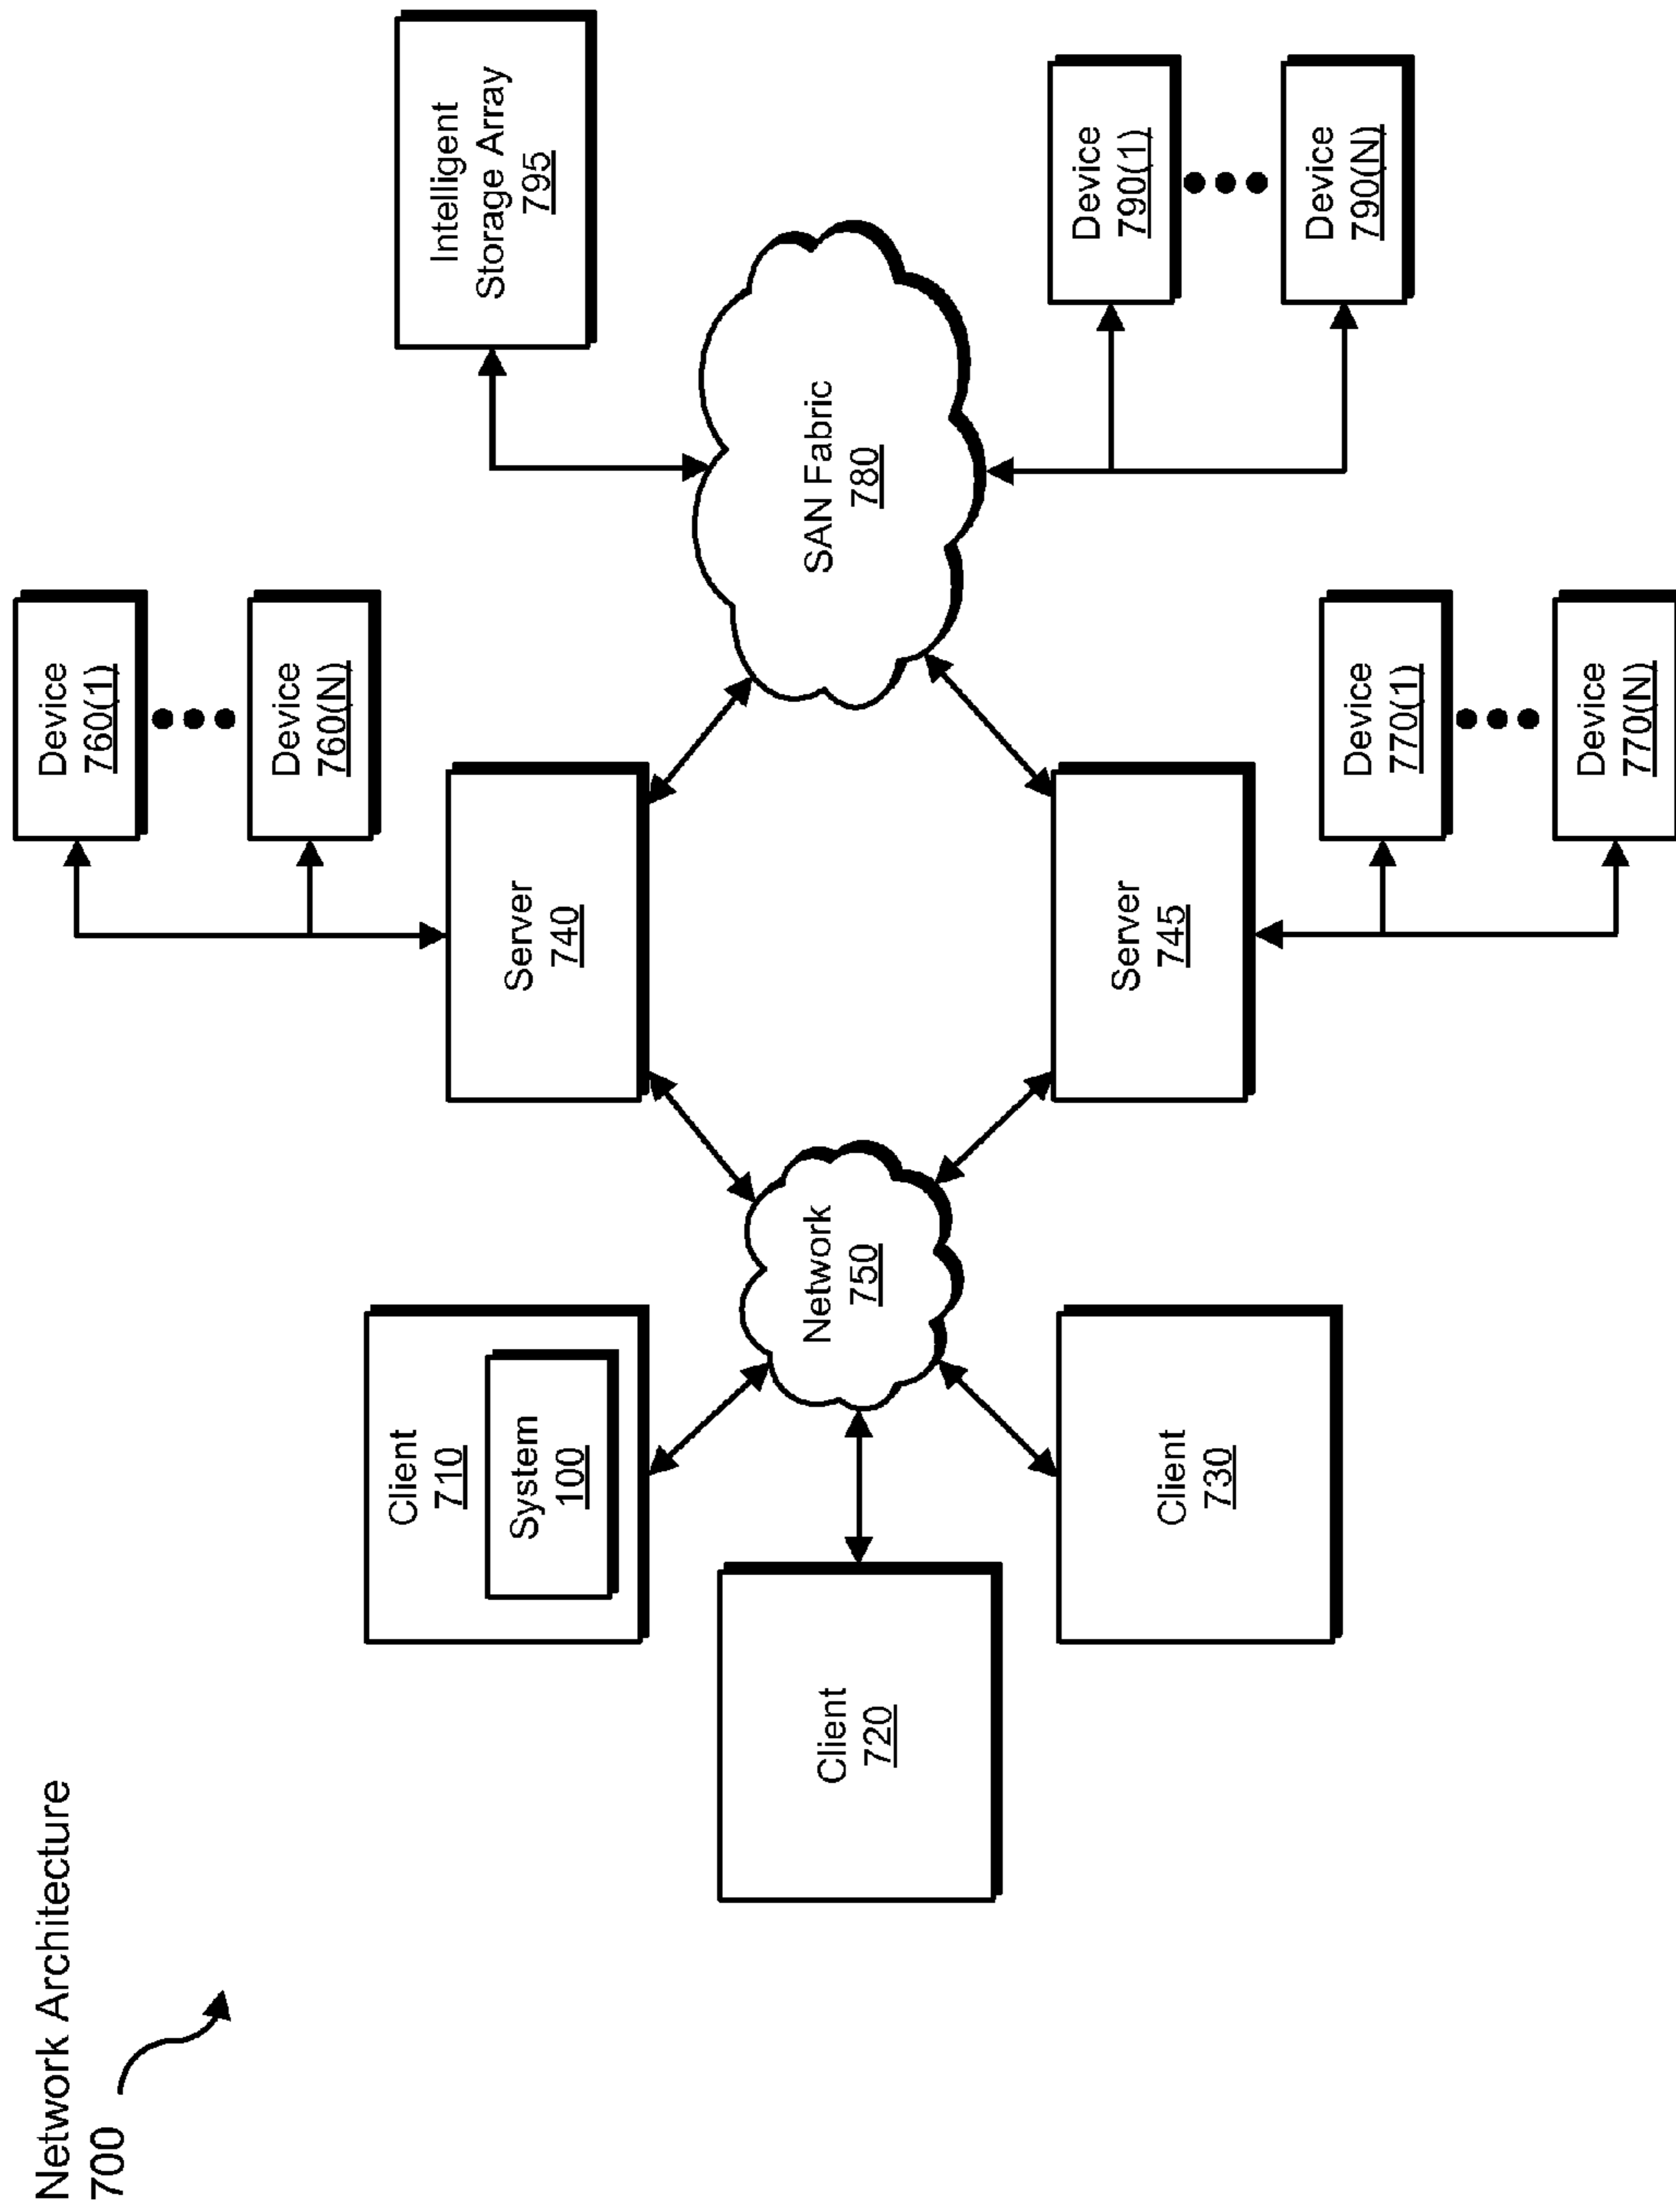 Network Architecture
700
Client
710
System
100
Client
720
Client
730
Network
750
Device
760(1)
Device
760(N)
Server
740
Server
745
Device
770(1)
Device
770(N)
SAN Fabric
780
Intelligent
Storage Array
795
Device
790(1)
Device
790(N)